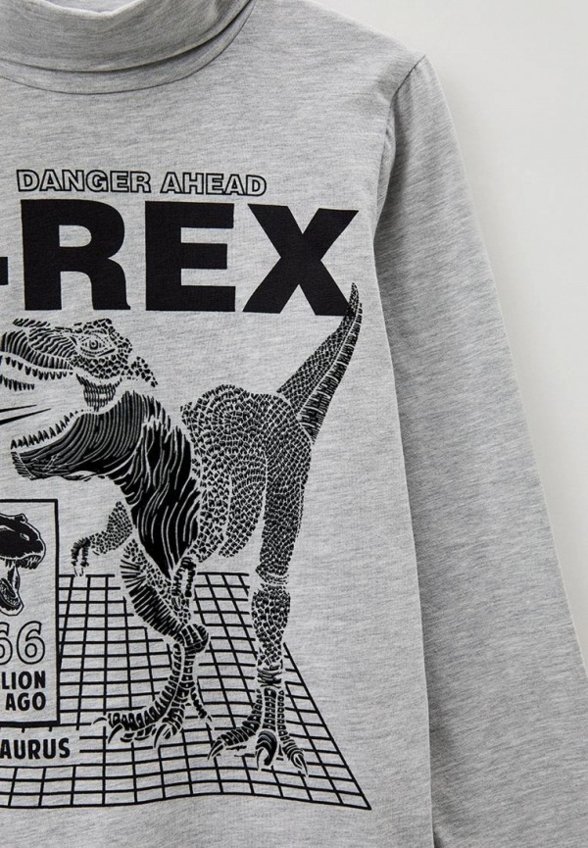 DANGER AHEAD
-REX
66
LION
AGO
AURUS